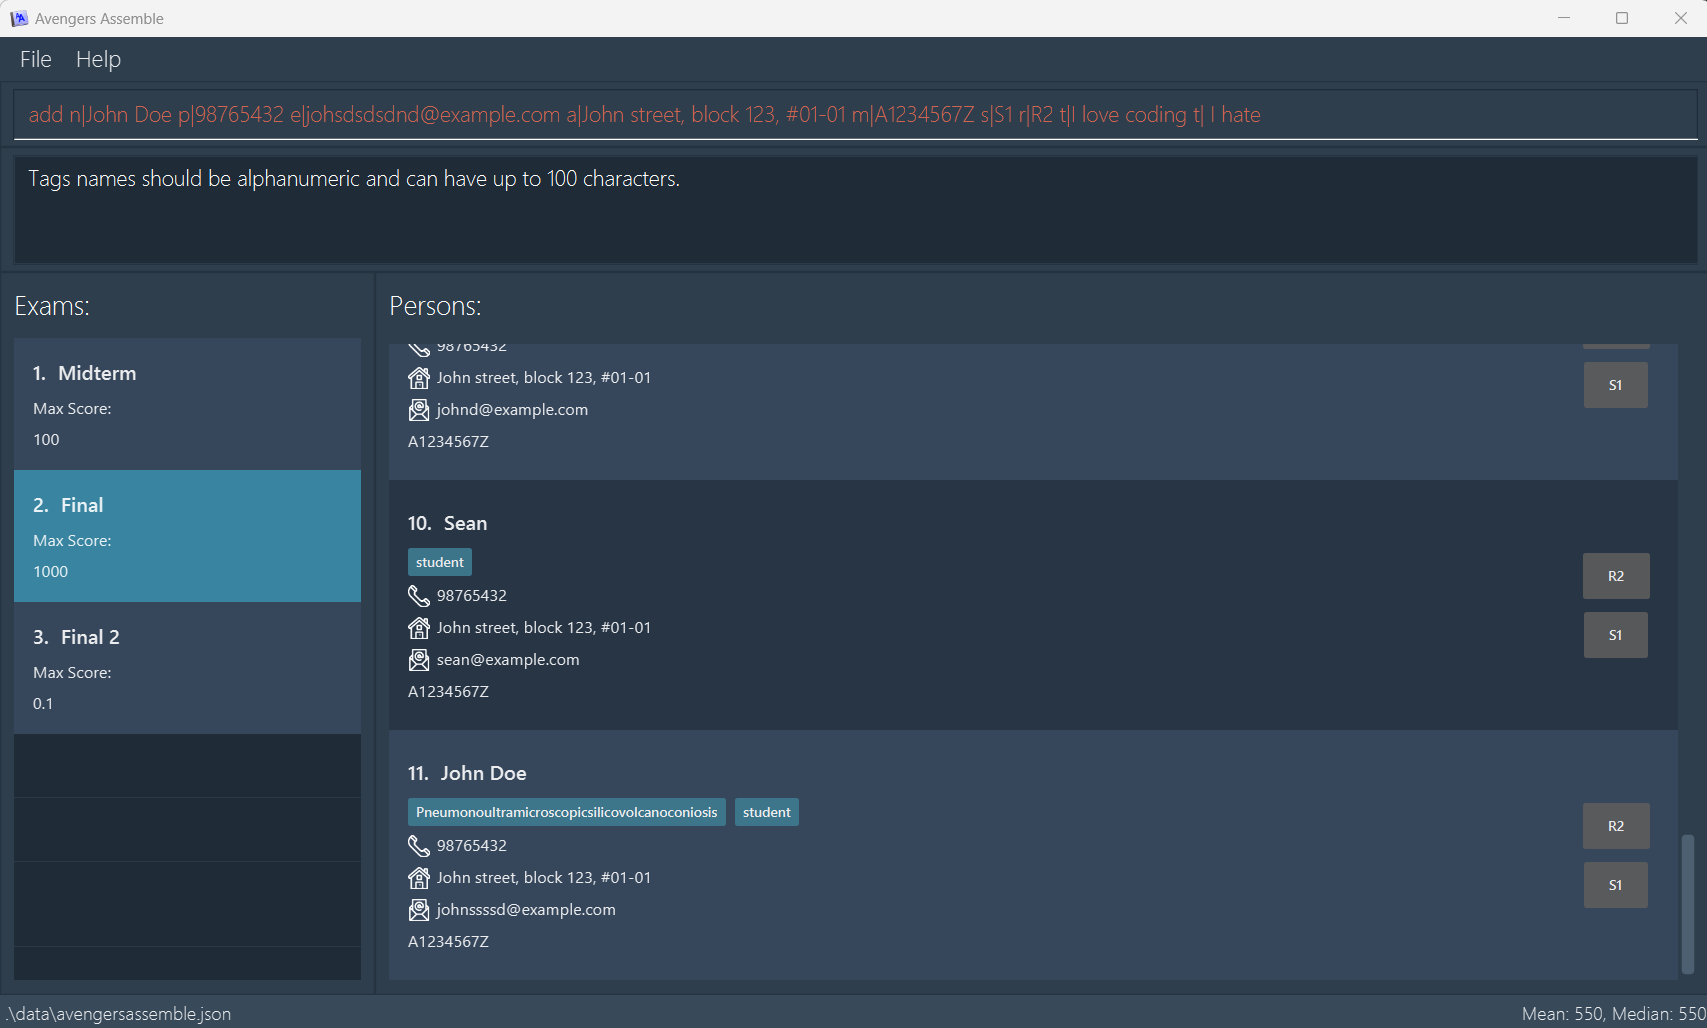 Avengers Assemble
File Help
add n|John Doe p|98765432 e|johsdsdsdnd@example.com a|John street, block 123, #01-01 m|A1234567Z s|S1 r|R2 t|I love coding t| I hate
Tags names should be alphanumeric and can have up to 100 characters.
Exams:
1. Midterm
Max Score:
100
2. Final
Max Score:
1000
3. Final 2
Max Score:
0.1
Persons:
98765432
John street, block 123, #01-01
S1
johnd@example.com
A1234567Z
10. Sean
student
R2
98765432
John street, block 123, #01-01
S1
sean@example.com
A1234567Z
11. John Doe
Pneumonoultramicroscopicsilicovolcanoconiosis student
R2
98765432
John street, block 123, #01-01
S1
johnssssd@example.com
A1234567Z
.\data\avengersassemble.json
Mean: 550, Median: 550